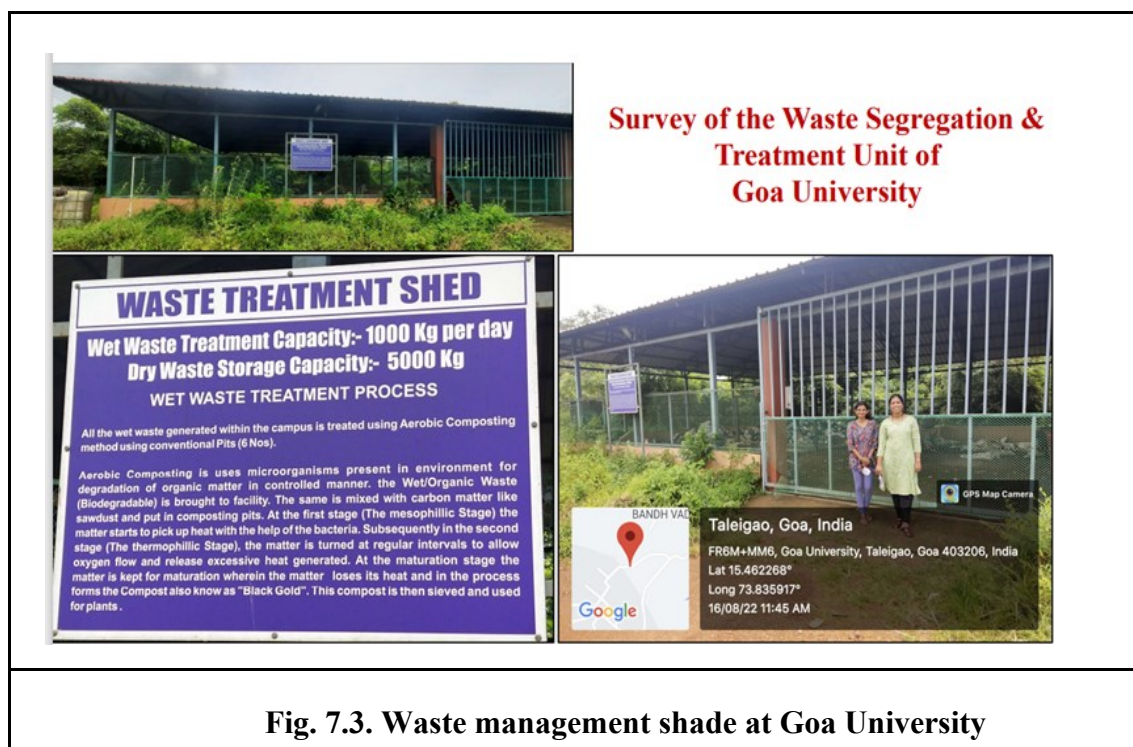 Survey of the Waste Segregation &
Treatment Unit of
Goa University
WASTE TREATMENT SHED
Wet Waste Treatment Capacity:- 1000 Kg per day
Dry Waste Storage Capacity:- 5000 Kg
WET WASTE TREATMENT PROCESS
All the wet waste generated within the campus is treated using Aerobic Composting
method using conventional Pits (6 Nos).
Aerobic Composting is uses microorganisms present in environment for
degradation of organic matter in controlled manner. the Wet/Organic Waste
(Biodegradable) is brought to facility. The same is mixed with carbon matter like
sawdust and put in composting pits. At the first stage (The mesophillic Stage) the
matter starts to pick up heat with the help of the bacteria. Subsequently in the second
stage (The thermophillic Stage), the matter is turned at regular intervals to allow
oxygen flow and release excessive heat generated. At the maturation stage the
matter is kept for maturation wherein the matter loses its heat and in the process
forms the Compost also know as "Black Gold". This compost is then sieved and used
for plants .
GPS Map Camera
BANDH VAD
Google
Taleigao, Goa, India
FR6M+MM6, Goa University, Taleigao, Goa 403206, India
Lat 15.462268°
Long 73.835917°
16/08/22 11:45 AM
Fig. 7.3. Waste management shade at Goa University